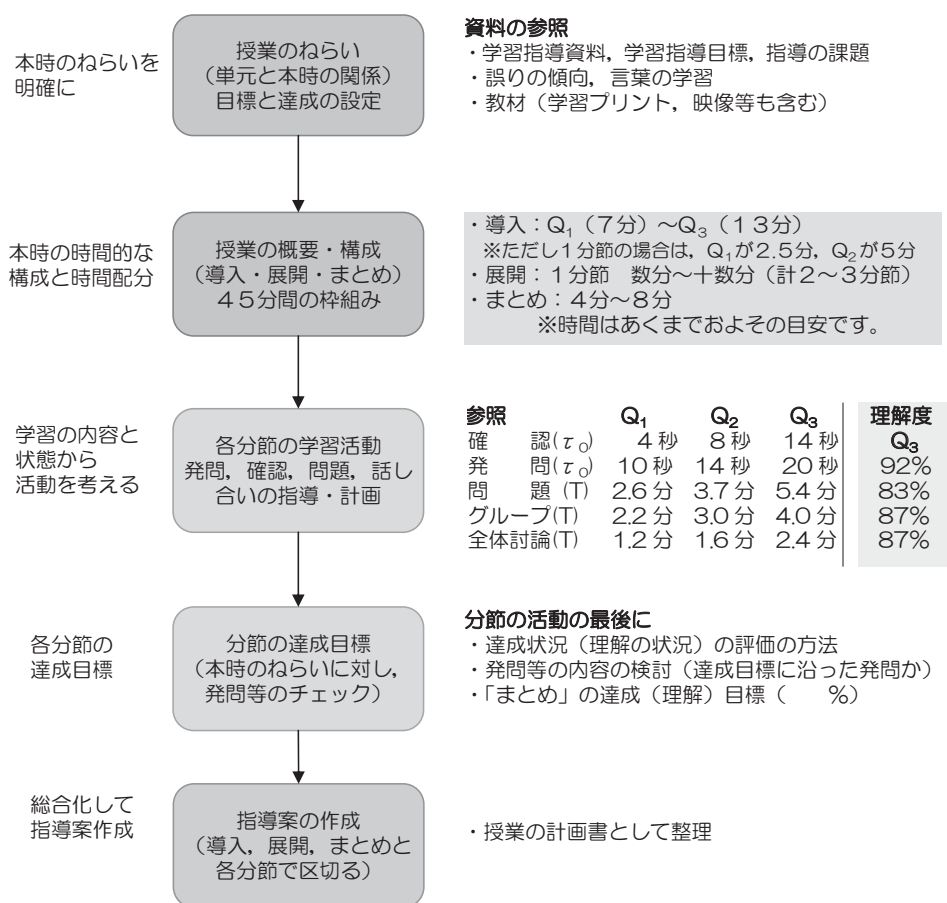 本時のねらいを
明確に
授業のねらい
（単元と本時の関係）
目標と達成の設定
資料の参照
・学習指導資料，学習指導目標，指導の課題
・誤りの傾向，言葉の学習
・教材（学習プリント，映像等も含む）
本時の時間的な
構成と時間配分
授業の概要・構成
（導入・展開・まとめ）
４５分間の枠組み
・導入：Q₁（７分）～Q₃（１３分）
※ただし１分節の場合は，Q₁が2.5分，Q₂が５分
・展開：１分節　数分～十数分（計２～３分節）
・まとめ：４分～８分
※時間はあくまでおよその目安です。
学習の内容と
状態から
活動を考える
各分節の学習活動
発問，確認，問題，話し
合いの指導・計画
参照 Q₁ Q₂ Q₃ 理解度
確　認(τ₀) 4秒 8秒 14秒 Q₃
発　問(τ₀) 10秒 14秒 20秒 92%
問　題(T) 2.6分 3.7分 5.4分 83%
グループ(T) 2.2分 3.0分 4.0分 87%
全体討論(T) 1.2分 1.6分 2.4分 87%
各分節の
達成目標
分節の達成目標
（本時のねらいに対し，
発問等のチェック）
分節の活動の最後に
・達成状況（理解の状況）の評価の方法
・発問等の内容の検討（達成目標に沿った発問か）
・「まとめ」の達成（理解）目標（　　％）
総合化して
指導案作成
指導案の作成
（導入，展開，まとめと
各分節で区切る）
・授業の計画書として整理